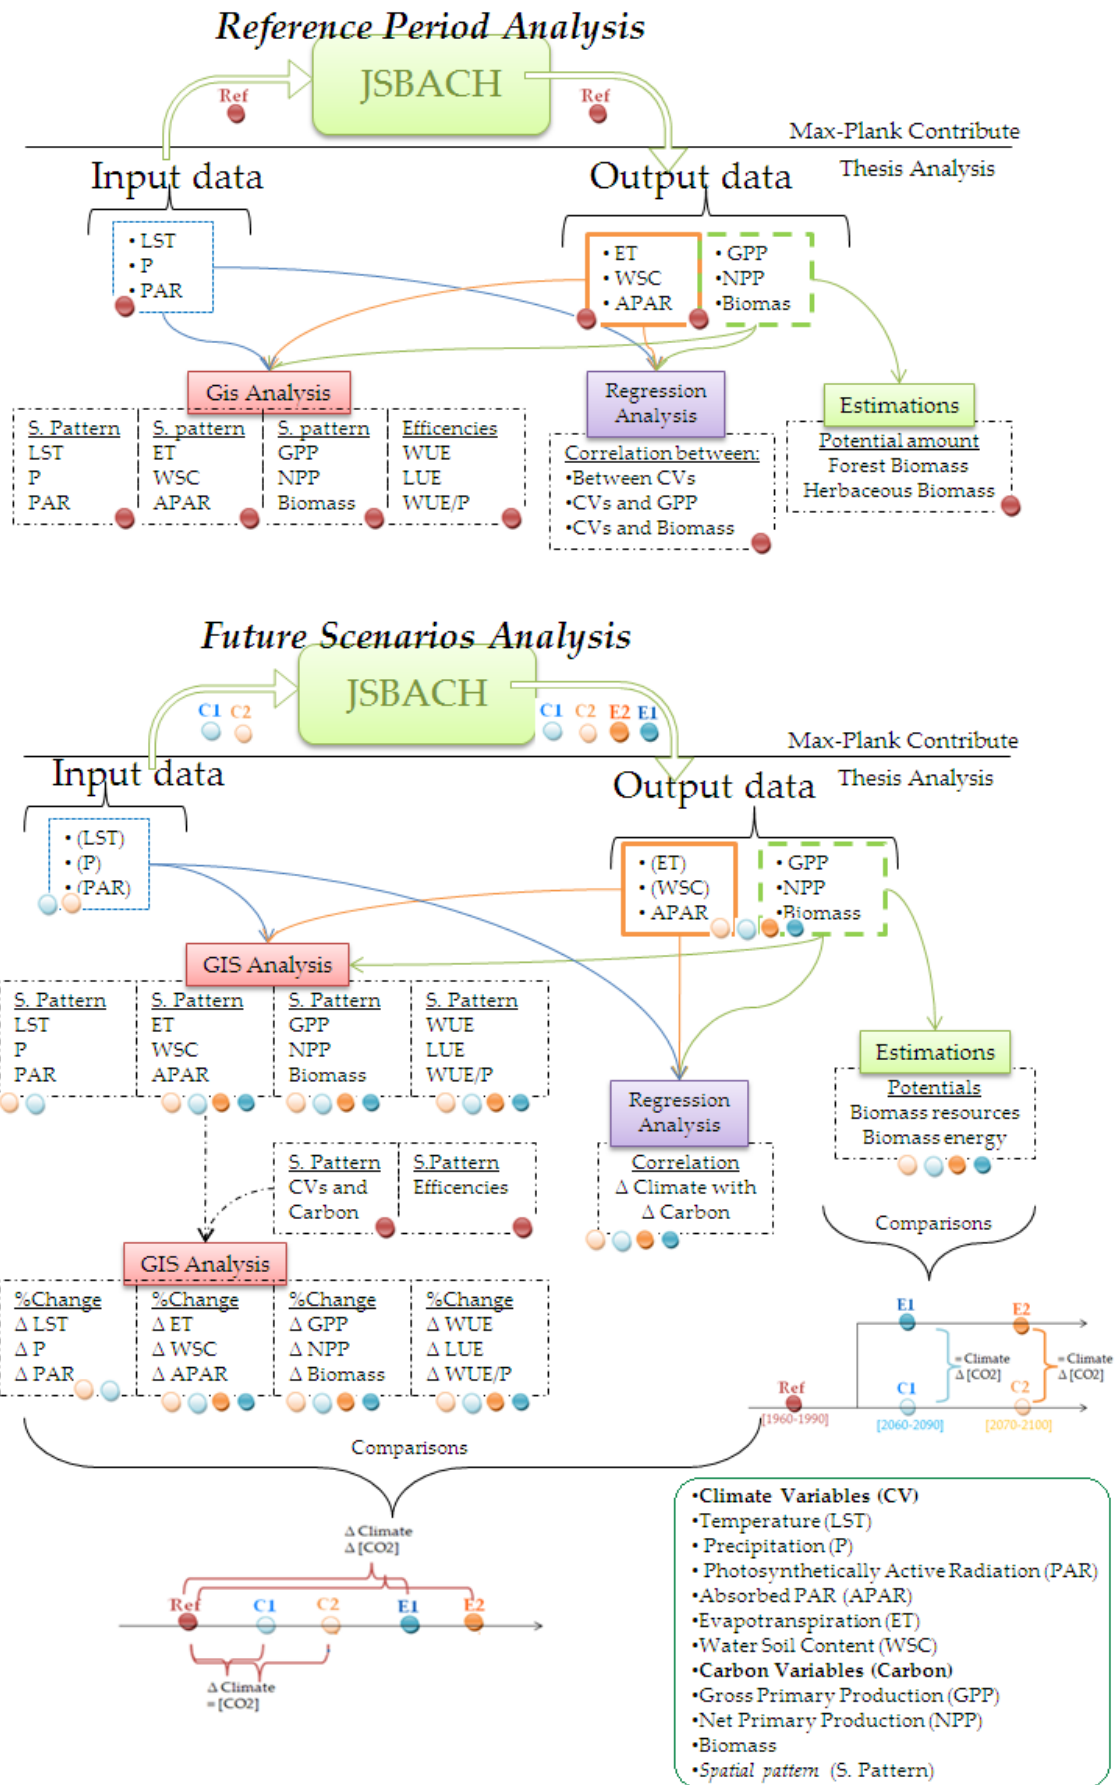 Reference Period Analysis
JSBACH
Ref
Ref
Max-Plank Contribute
Thesis Analysis
Input data
Output data
• LST
• P
• PAR
• ET
• WSC
• APAR
• GPP
•NPP
•Biomas
Gis Analysis
Regression
Analysis
Estimations
S. Pattern
LST
P
PAR
S. pattern
ET
WSC
APAR
S. pattern
GPP
NPP
Biomass
Efficencies
WUE
LUE
WUE/P
Correlation between:
•Between CVs
•CVs and GPP
•CVs and Biomass
Potential amount
Forest Biomass
Herbaceous Biomass
Future Scenarios Analysis
JSBACH
C1 C2
C1 C2 E2 E1
Max-Plank Contribute
Thesis Analysis
Input data
Output data
• (LST)
• (P)
• (PAR)
• (ET)
• (WSC)
• APAR
• GPP
•NPP
•Biomass
GIS Analysis
S. Pattern
LST
P
PAR
S. Pattern
ET
WSC
APAR
S. Pattern
GPP
NPP
Biomass
S. Pattern
WUE
LUE
WUE/P
Estimations
Potentials
Biomass resources
Biomass energy
Regression
Analysis
Correlation
Δ Climate with
Δ Carbon
S. Pattern
CVs and
Carbon
S.Pattern
Efficencies
Comparisons
GIS Analysis
%Change
Δ LST
Δ P
Δ PAR
%Change
Δ ET
Δ WSC
Δ APAR
%Change
Δ GPP
Δ NPP
Δ Biomass
%Change
Δ WUE
Δ LUE
Δ WUE/P
E1
E2
= Climate
Δ [CO2]
= Climate
Δ [CO2]
Ref
C1
C2
[1960-1990]
[2060-2090]
[2070-2100]
Comparisons
Δ Climate
Δ [CO2]
Ref C1 C2 E1 E2
Δ Climate
= [CO2]
•Climate Variables (CV)
•Temperature (LST)
• Precipitation (P)
• Photosynthetically Active Radiation (PAR)
•Absorbed PAR (APAR)
•Evapotranspiration (ET)
•Water Soil Content (WSC)
•Carbon Variables (Carbon)
•Gross Primary Production (GPP)
•Net Primary Production (NPP)
•Biomass
•Spatial pattern (S. Pattern)